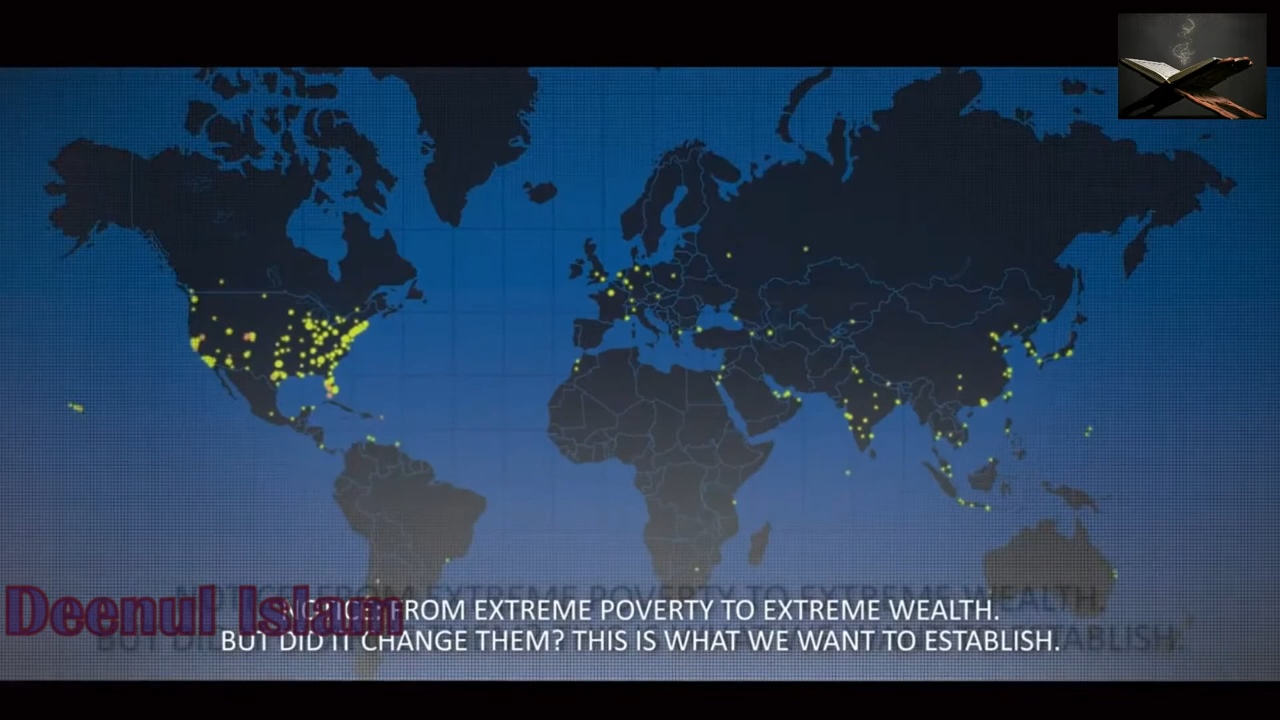 Deenul Islam
NOTICE: FROM EXTREME POVERTY TO EXTREME WEALTH.
BUT DID IT CHANGE THEM? THIS IS WHAT WE WANT TO ESTABLISH.